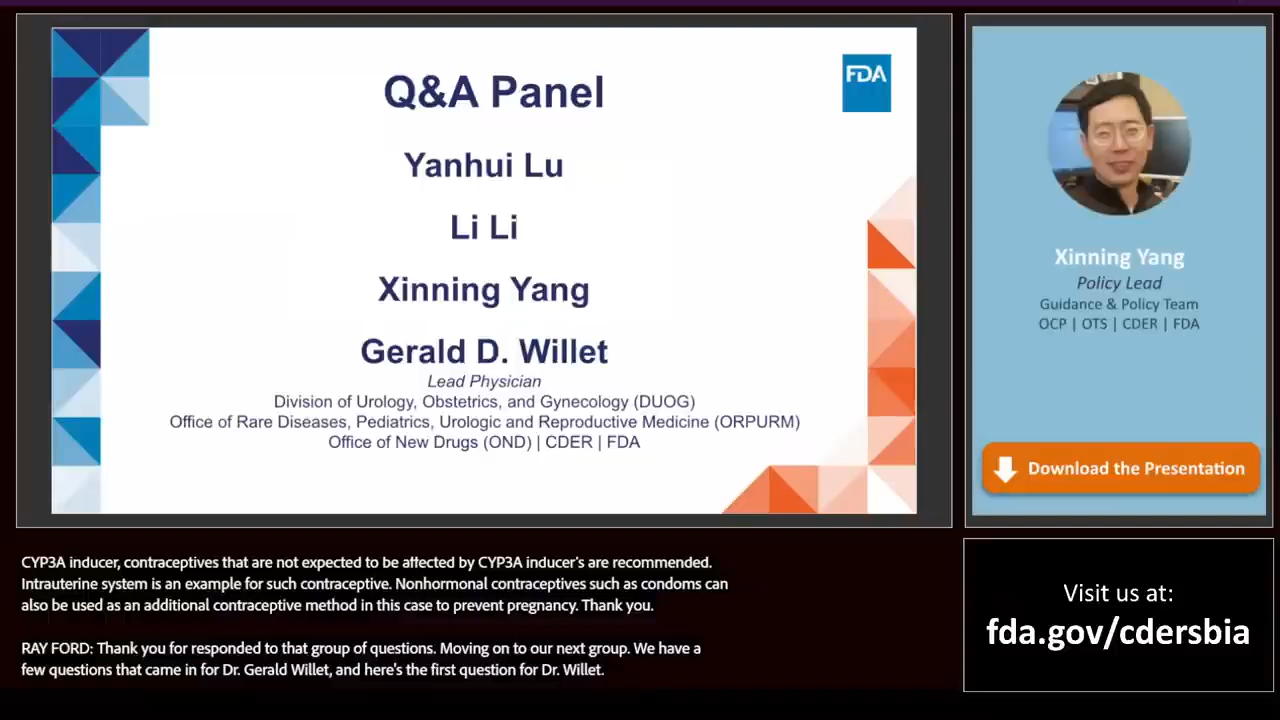 Q&A Panel
FDA
Yanhui Lu
Li Li
Xinning Yang
Gerald D. Willet
Lead Physician
Division of Urology, Obstetrics, and Gynecology (DUOG)
Office of Rare Diseases, Pediatrics, Urologic and Reproductive Medicine (ORPURM)
Office of New Drugs (OND) | CDER | FDA
Xinning Yang
Policy Lead
Guidance & Policy Team
OCP | OTS | CDER | FDA
Download the Presentation
CYP3A inducer, contraceptives that are not expected to be affected by CYP3A inducer's are recommended.
Intrauterine system is an example for such contraceptive. Nonhormonal contraceptives such as condoms can
also be used as an additional contraceptive method in this case to prevent pregnancy. Thank you.
RAY FORD: Thank you for responded to that group of questions. Moving on to our next group. We have a
few questions that came in for Dr. Gerald Willet, and here's the first question for Dr. Willet.
Visit us at:
fda.gov/cdersbia